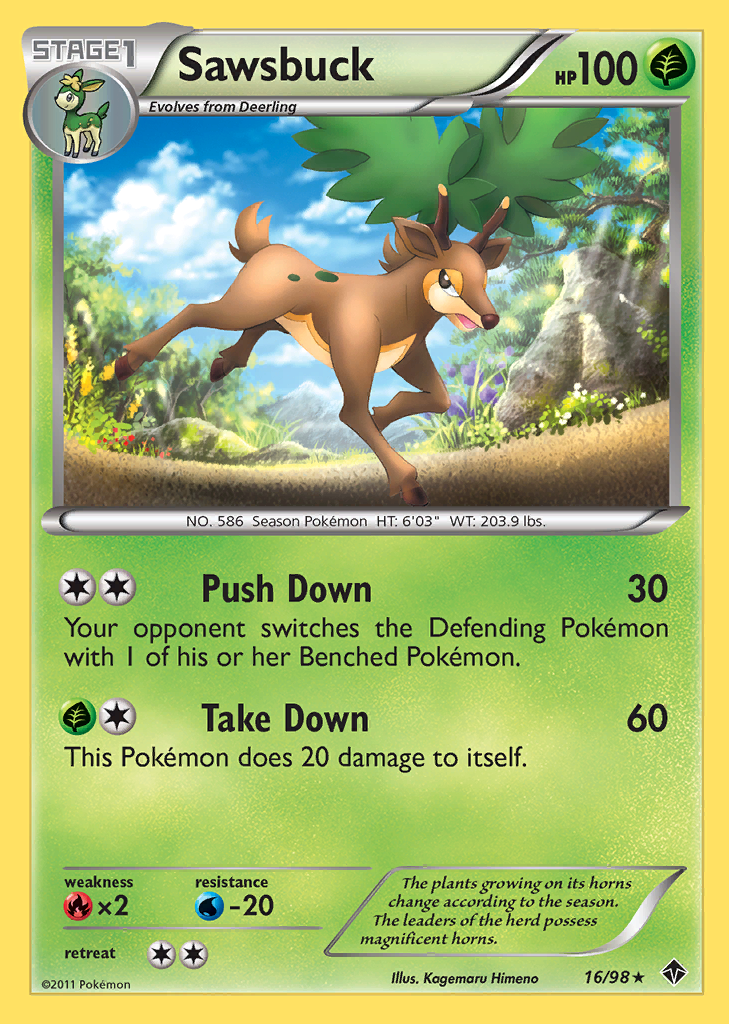 STAGE1
Sawsbuck
HP100
Evolves from Deerling
NO. 586 Season Pokémon HT: 6'03" WT: 203.9 lbs.
Push Down 30
Your opponent switches the Defending Pokémon
with 1 of his or her Benched Pokémon.
Take Down 60
This Pokémon does 20 damage to itself.
weakness
×2
resistance
-20
retreat
The plants growing on its horns
change according to the season.
The leaders of the herd possess
magnificent horns.
©2011 Pokémon
Illus. Kagemaru Himeno
16/98★